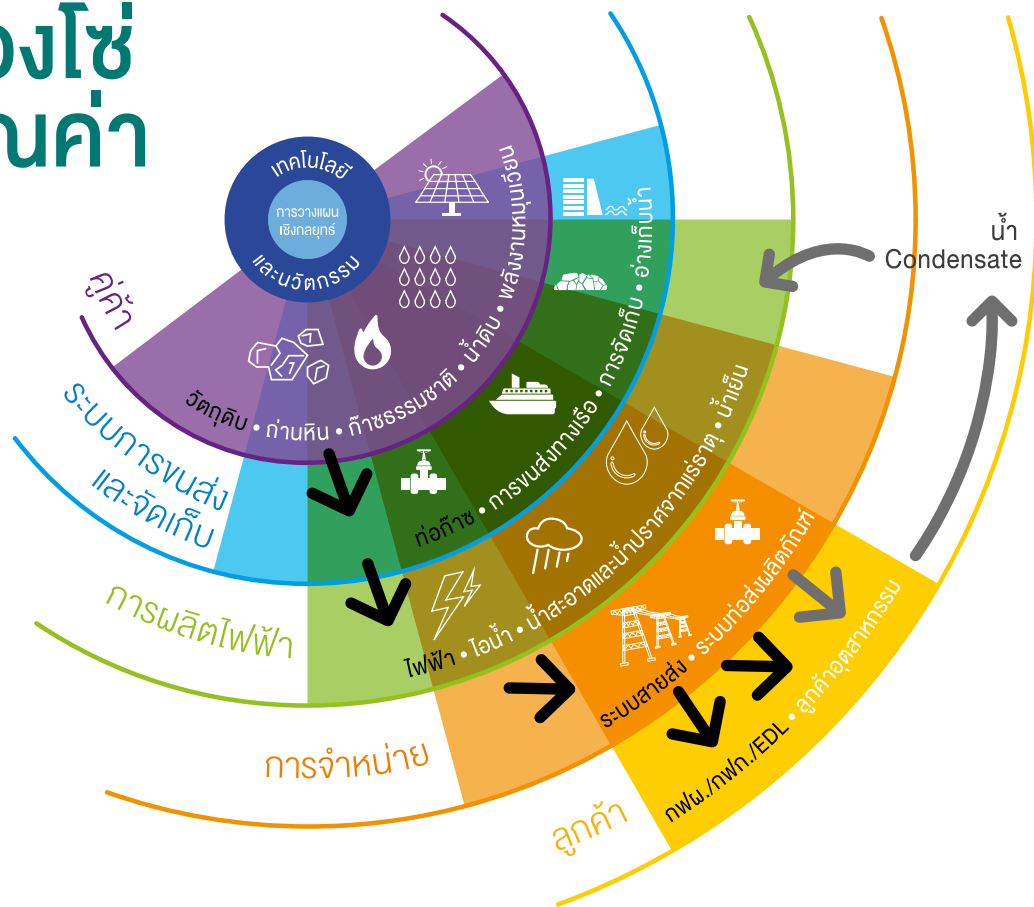 งโซ่
ณค่า
เทคโนโลยี
การวางแผน
เชิงกลยุทธ์
และนวัตกรรม
คู่ค้า
วัตถุดิบ • ถ่านหิน • ก๊าซธรรมชาติ • น้ำดิบ • พลังงานหมุนเวียน
ระบบการขนส่ง
และจัดเก็บ
ท่อก๊าซ • การขนส่งทางเรือ • การจัดเก็บ • อ่างเก็บน้ำ
การผลิตไฟฟ้า
ไฟฟ้า • ไอน้ำ • น้ำสะอาดและน้ำปราศจากแร่ธาตุ • น้ำเย็น
การจำหน่าย
ระบบสายส่ง • ระบบท่อส่งผลิตภัณฑ์
ลูกค้า
กฟผ./กฟภ./EDL • ลูกค้าอุตสาหกรรม
น้ำ
Condensate